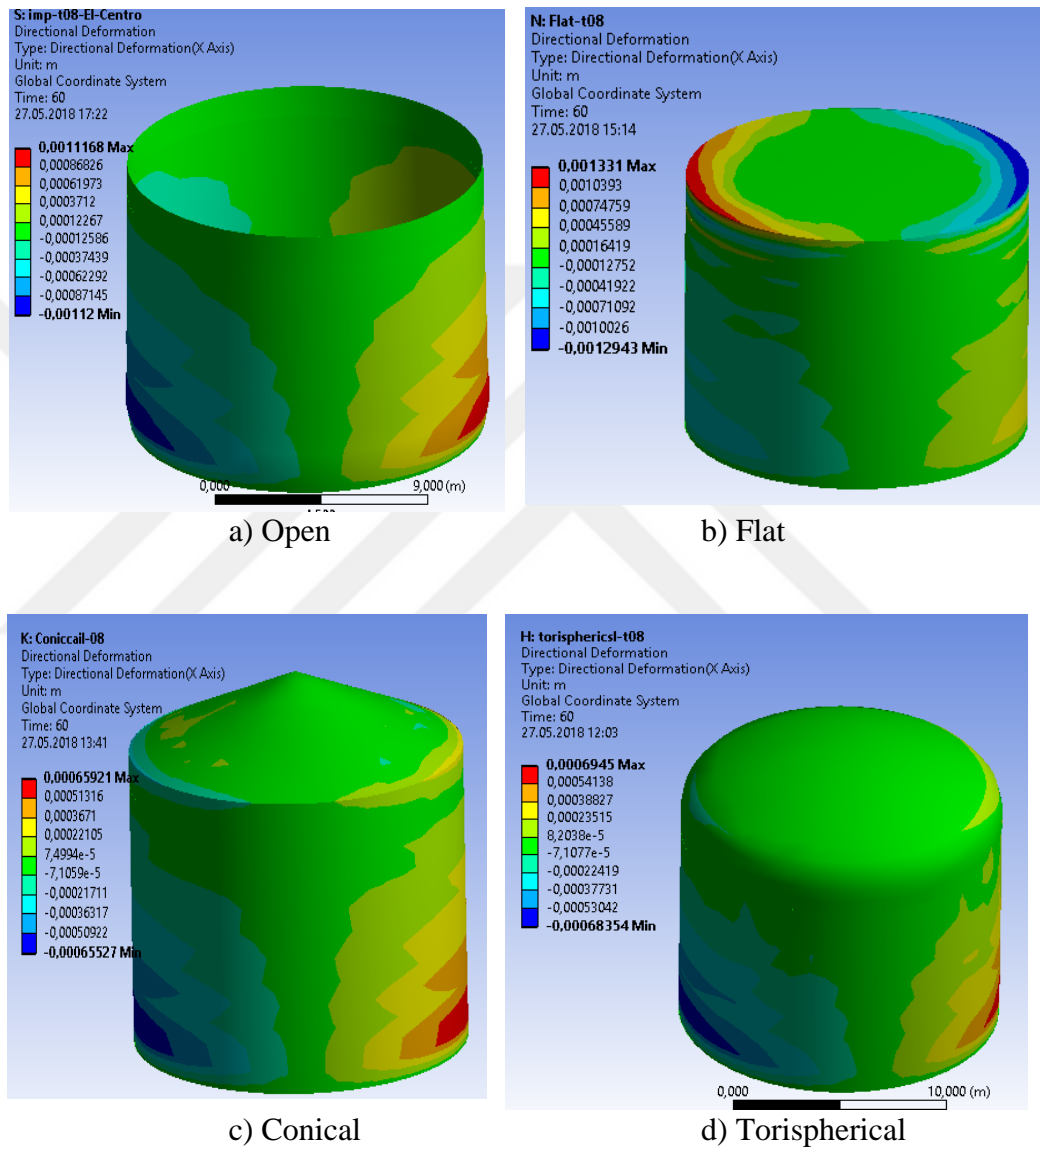 S: imp-t08-El-Centro
Directional Deformation
Type: Directional Deformation(X Axis)
Unit: m
Global Coordinate System
Time: 60
27.05.2018 17:22
0,0011168 Max
0,00086826
0,00061973
0,0003712
0,00012267
-0,00012586
-0,00037439
-0,00062292
-0,00087145
-0,00112 Min
0,000
9,000 (m)
a) Open
N: Flat-t08
Directional Deformation
Type: Directional Deformation(X Axis)
Unit: m
Global Coordinate System
Time: 60
27.05.2018 15:14
0,001331 Max
0,0010393
0,00074759
0,00045589
0,00016419
-0,00012752
-0,00041922
-0,00071092
-0,0010026
-0,0012943 Min
b) Flat
K: Coniccail-08
Directional Deformation
Type: Directional Deformation(X Axis)
Unit: m
Global Coordinate System
Time: 60
27.05.2018 13:41
0,00065921 Max
0,00051316
0,0003671
0,00022105
7,4994e-5
-7,1059e-5
-0,00021711
-0,00036317
-0,00050922
-0,00065527 Min
c) Conical
H: torisphericsl-t08
Directional Deformation
Type: Directional Deformation(X Axis)
Unit: m
Global Coordinate System
Time: 60
27.05.2018 12:03
0,0006945 Max
0,00054138
0,00038827
0,00023515
8,2038e-5
-7,1077e-5
-0,00022419
-0,00037731
-0,00053042
-0,00068354 Min
0,000
10,000 (m)
d) Torispherical